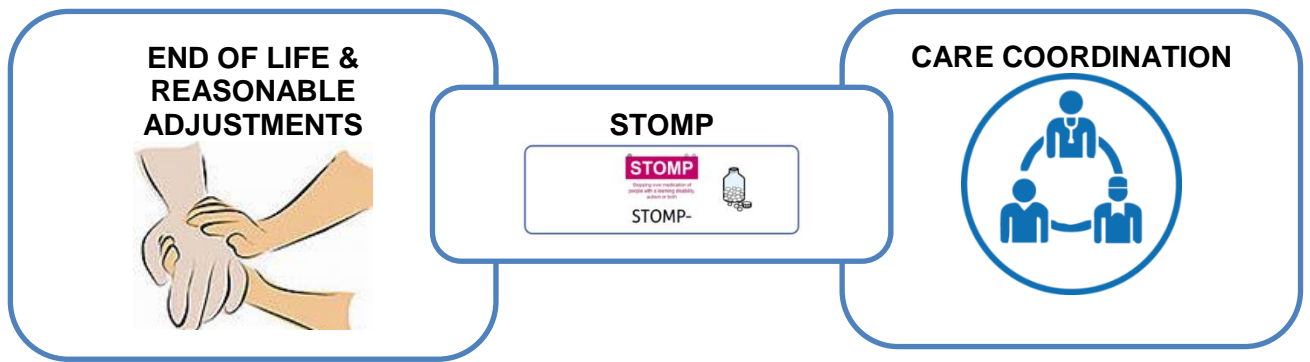 END OF LIFE &
REASONABLE
ADJUSTMENTS
STOMP
STOMP
Stopping over medication of
people with a learning disability,
autism or both
STOMP-
CARE COORDINATION